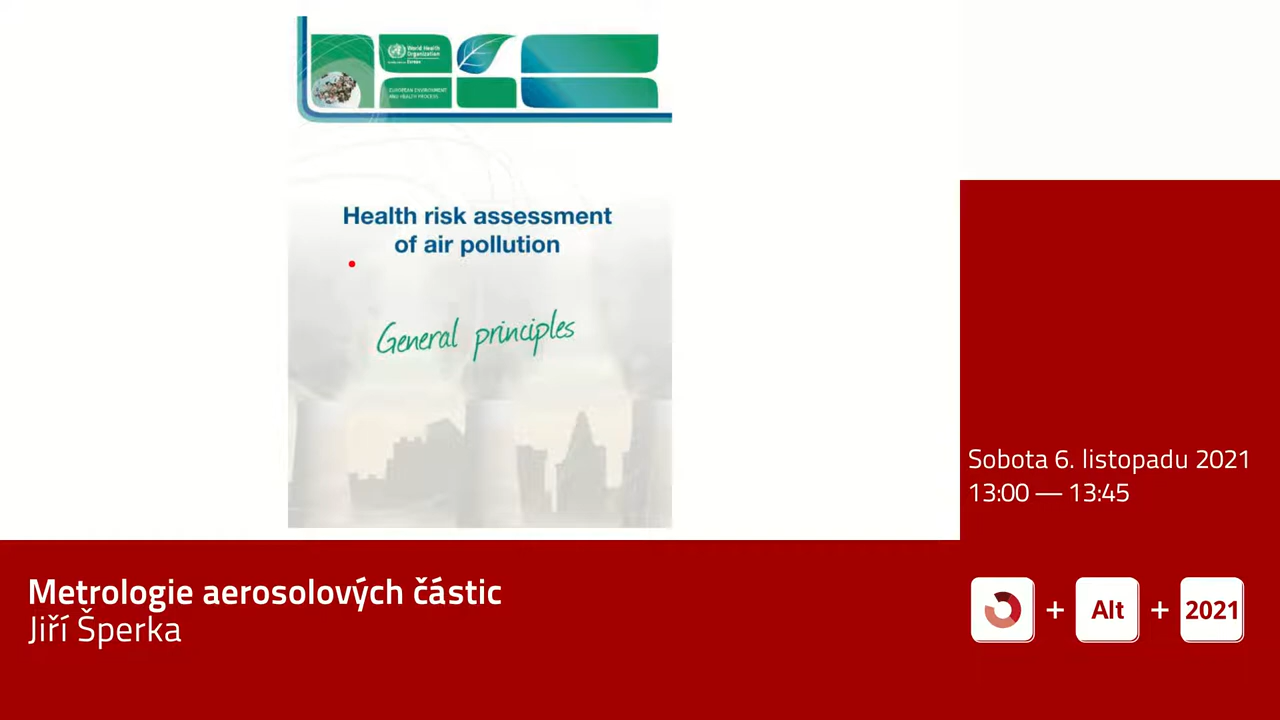 World Health
Organization
Europe
EUROPEAN ENVIRONMENT
AND HEALTH PROCESS
Health risk assessment
of air pollution
General principles
Sobota 6. listopadu 2021
13:00 — 13:45
Metrologie aerosolových částic
Jiří Šperka
+ Alt + 2021